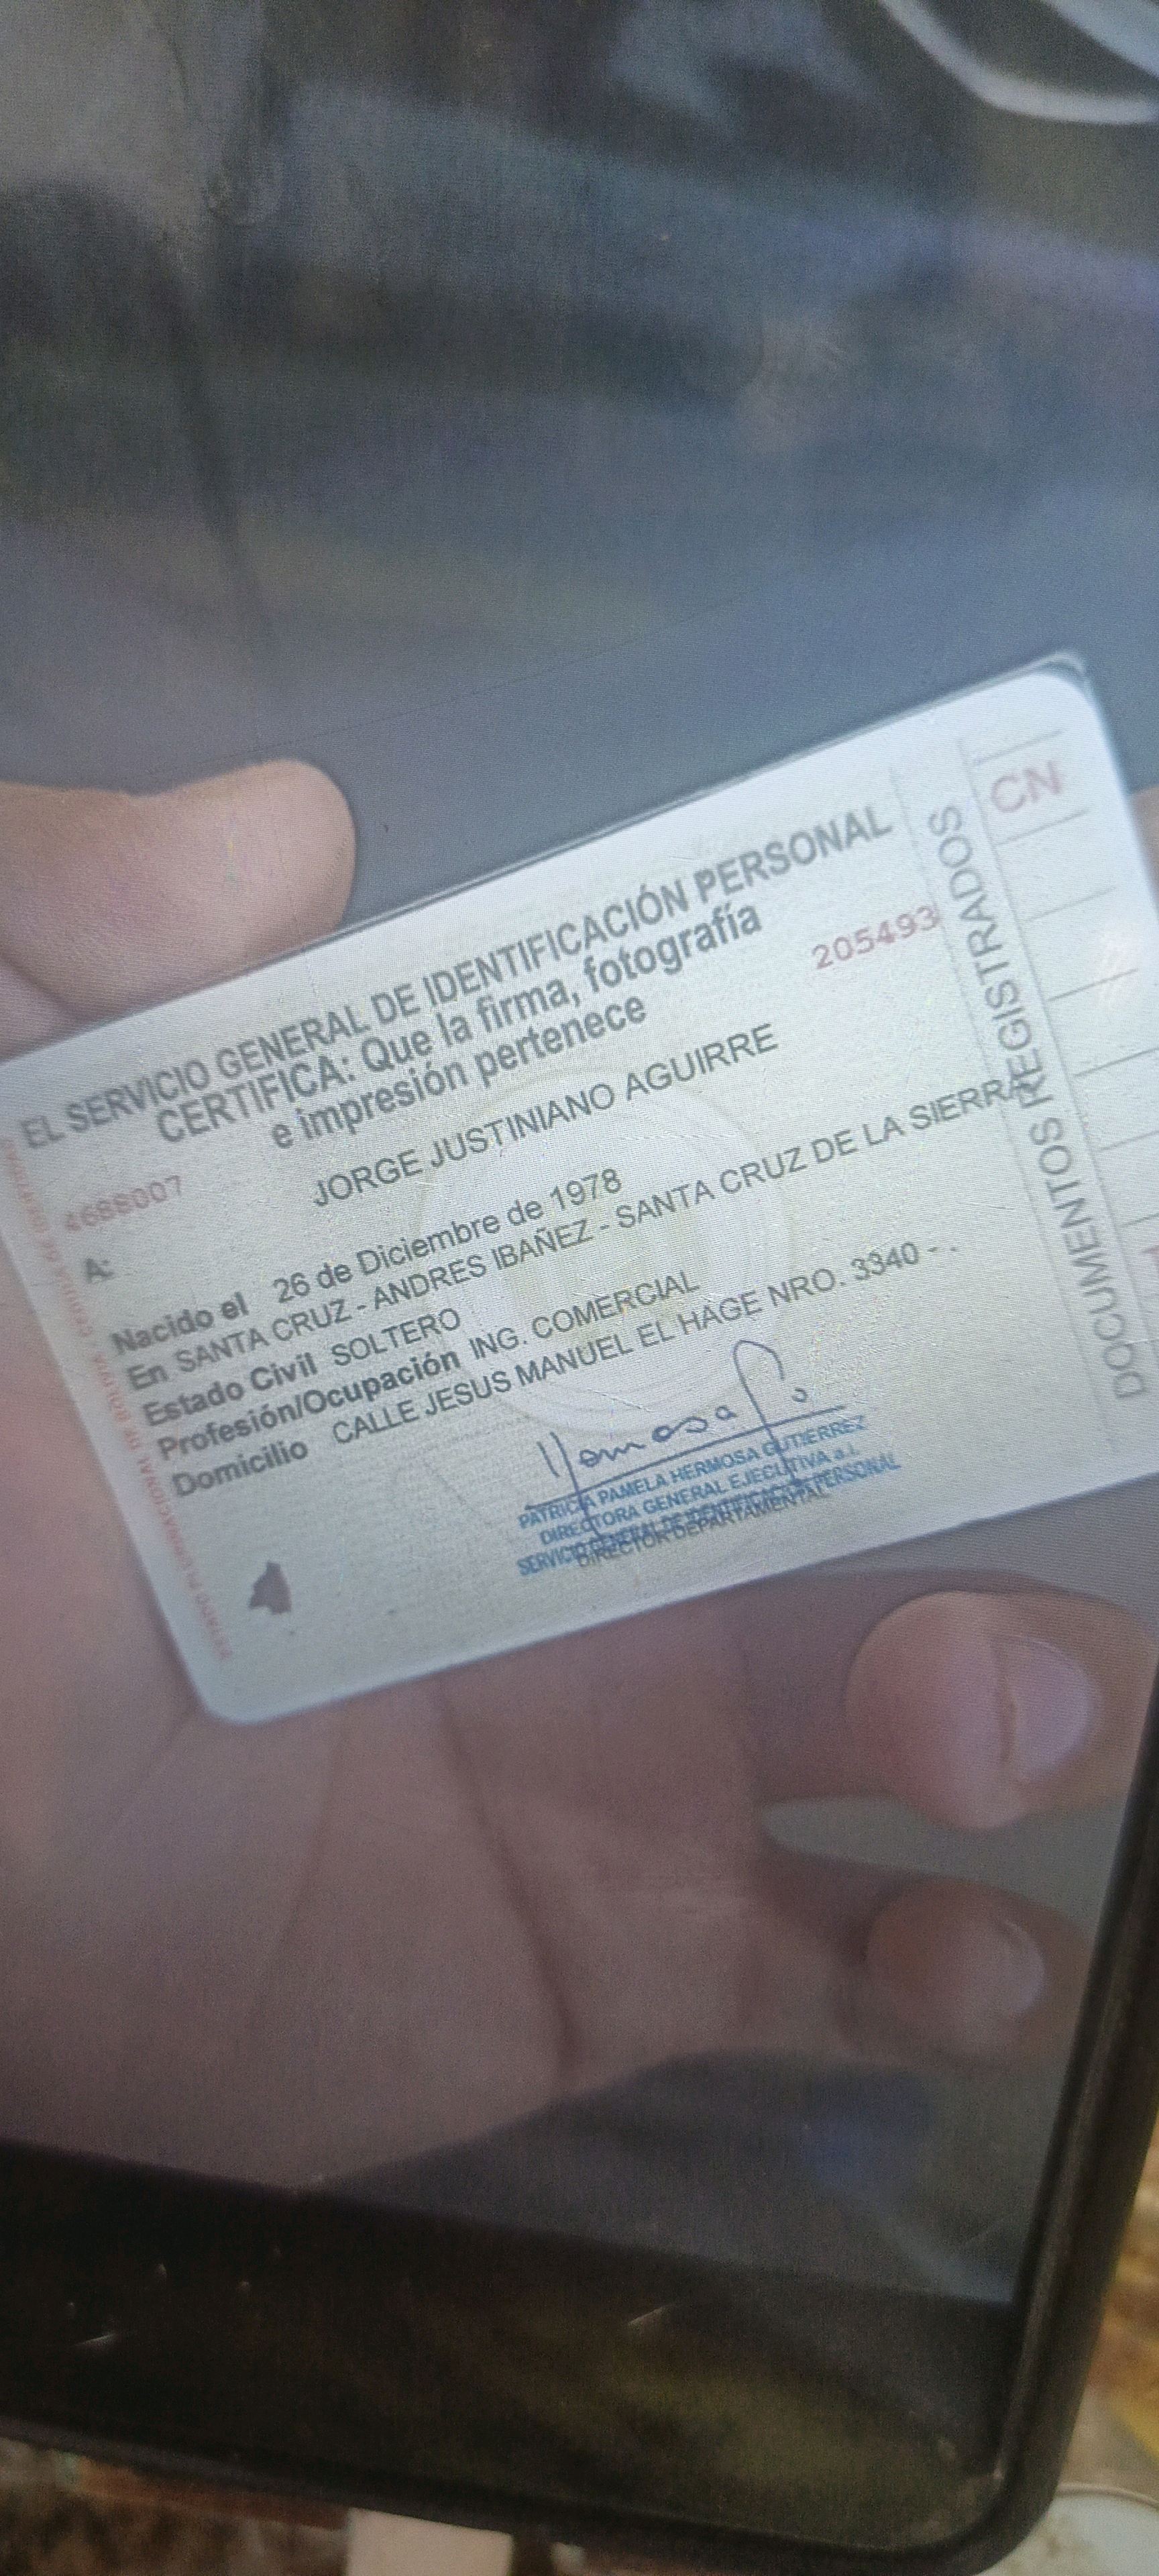 EL SERVICIO GENERAL DE IDENTIFICACIÓN PERSONAL
CERTIFICA: Que la firma, fotografía
e impresión pertenece
205493
4688007
A: JORGE JUSTINIANO AGUIRRE
Nacido el 26 de Diciembre de 1978
En SANTA CRUZ - ANDRES IBAÑEZ - SANTA CRUZ DE LA SIERRA
Estado Civil SOLTERO
Profesión/Ocupación ING. COMERCIAL
Domicilio CALLE JESUS MANUEL EL HAGE NRO. 3340 - .
PATRICIA PAMELA HERMOSA GUTIERREZ
DIRECTORA GENERAL EJECUTIVA a.i.
SERVICIO GENERAL DE IDENTIFICACIÓN PERSONAL
DIRECTOR DEPARTAMENTAL
DOCUMENTOS REGISTRADOS
CN